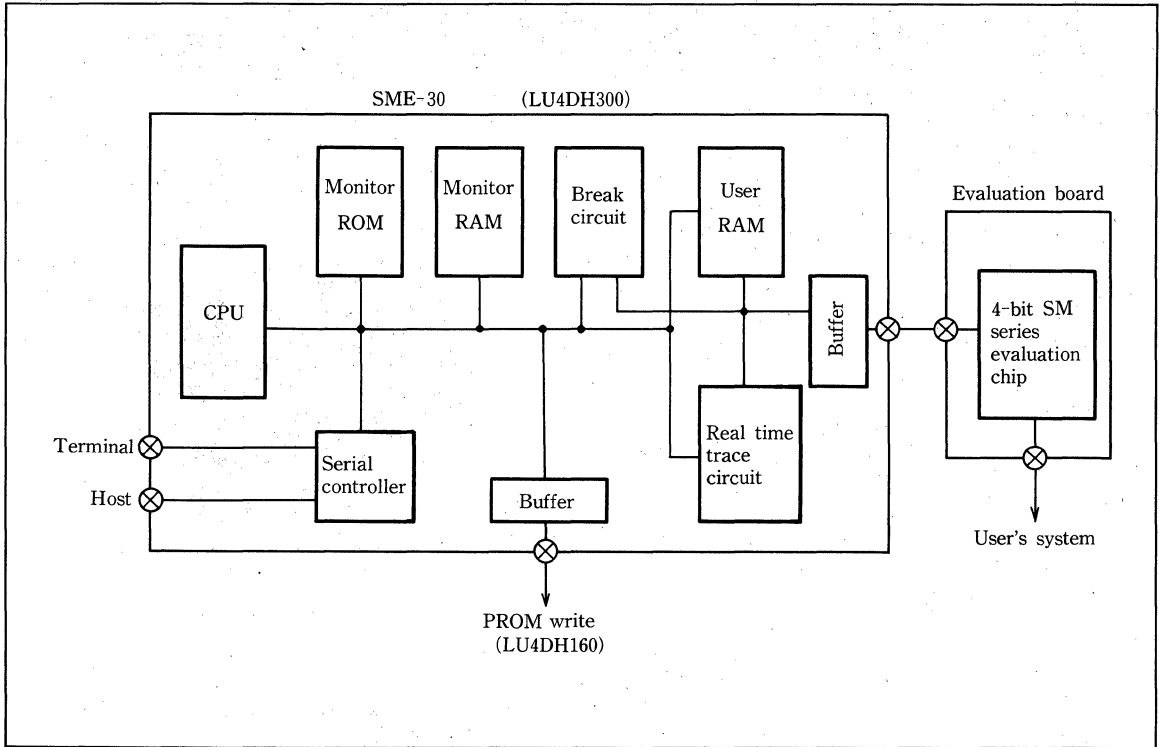 SME-30 (LU4DH300)
Monitor
ROM
Monitor
RAM
Break
circuit
User
RAM
Evaluation board
CPU
Buffer
4-bit SM
series
evaluation
chip
Terminal
Host
Serial
controller
Buffer
Real time
trace
circuit
User's system
PROM write
(LU4DH160)